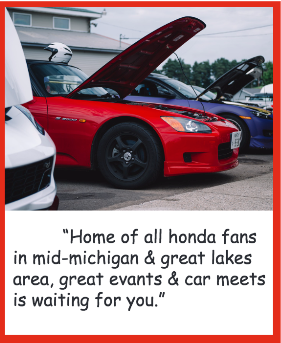 “Home of all honda fans
in mid-michigan & great lakes
area, great evants & car meets
is waiting for you.”